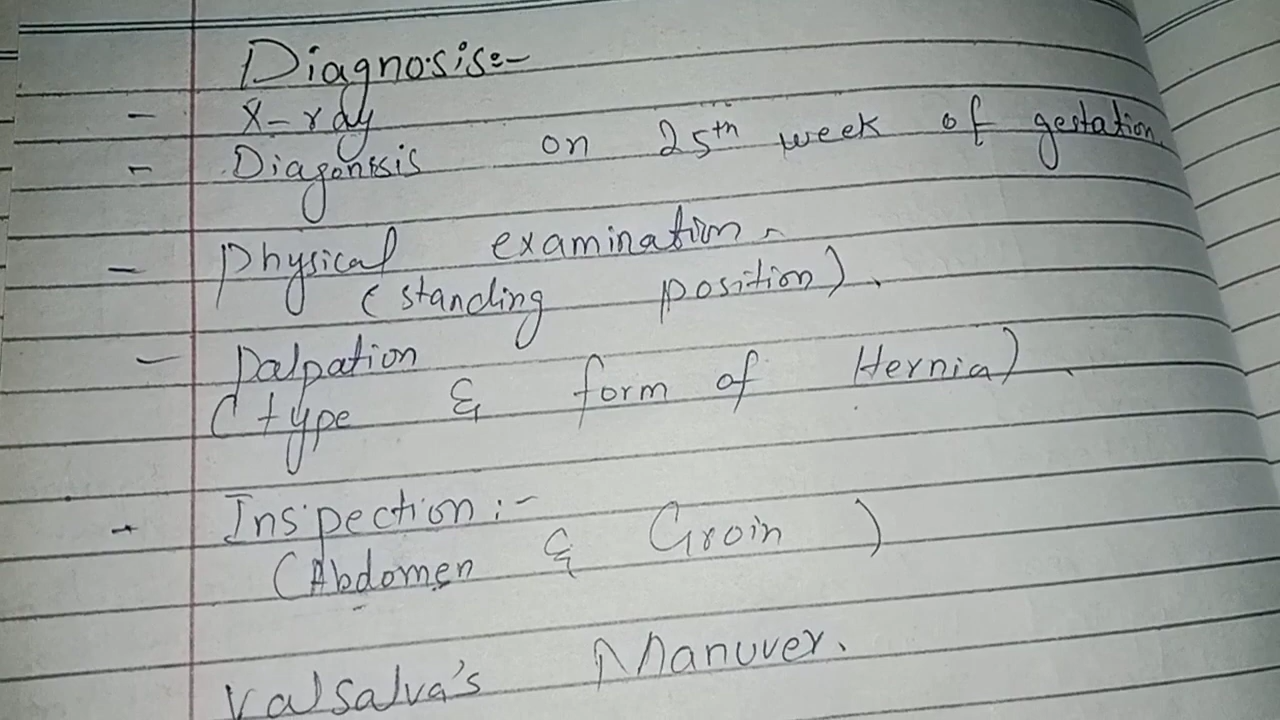 Diagnosis:-
- X-ray
- Diagonisis on 25th week of gestation.
- Physical examination.
(standing position).
- Palpation
(type & form of Hernia).
- Inspection:-
(Abdomen & Groin)
Valsalva's Manuver.